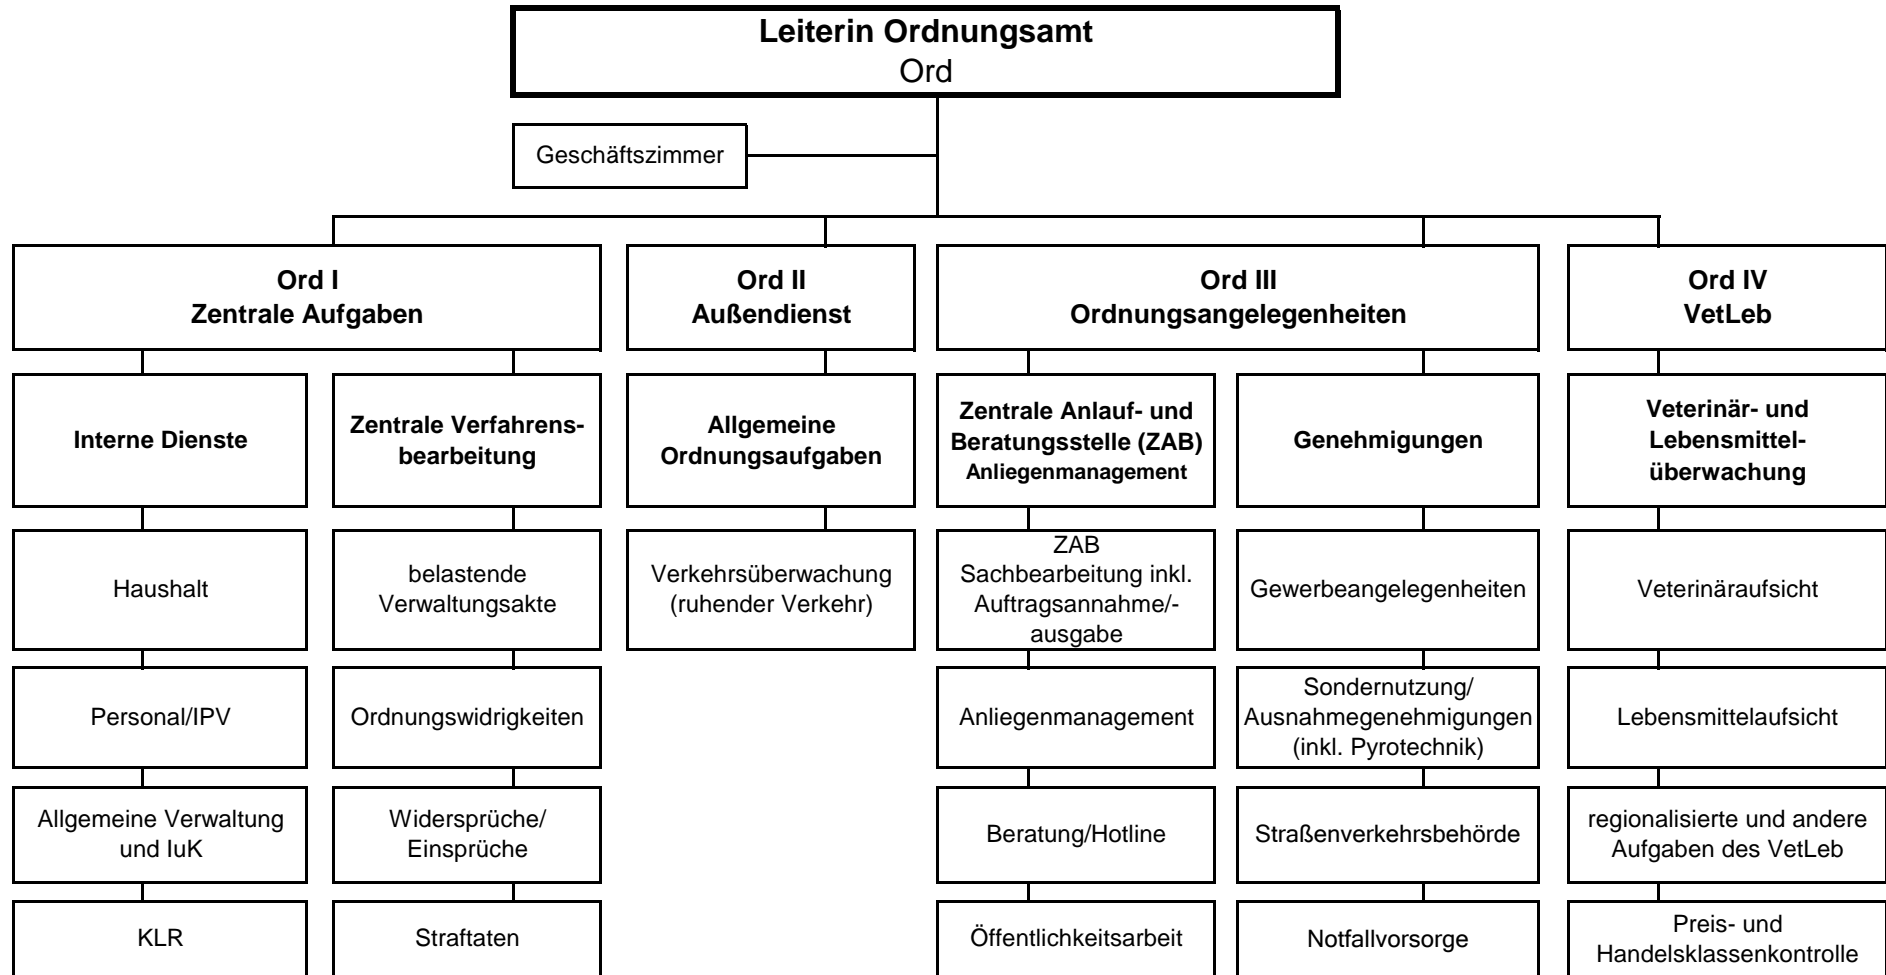 Leiterin Ordnungsamt
Ord
Geschäftszimmer
Ord I
Zentrale Aufgaben
Ord II
Außendienst
Ord III
Ordnungsangelegenheiten
Ord IV
VetLeb
Interne Dienste
Zentrale Verfahrens-
bearbeitung
Allgemeine
Ordnungsaufgaben
Zentrale Anlauf- und
Beratungsstelle (ZAB)
Anliegenmanagement
Genehmigungen
Veterinär- und
Lebensmittel-
überwachung
Haushalt
belastende
Verwaltungsakte
Verkehrsüberwachung
(ruhender Verkehr)
ZAB
Sachbearbeitung inkl.
Auftragsannahme/-
ausgabe
Gewerbeangelegenheiten
Veterinäraufsicht
Personal/IPV
Ordnungswidrigkeiten
Anliegenmanagement
Sondernutzung/
Ausnahmegenehmigungen
(inkl. Pyrotechnik)
Lebensmittelaufsicht
Allgemeine Verwaltung
und IuK
Widersprüche/
Einsprüche
Beratung/Hotline
Straßenverkehrsbehörde
regionalisierte und andere
Aufgaben des VetLeb
KLR
Straftaten
Öffentlichkeitsarbeit
Notfallvorsorge
Preis- und
Handelsklassenkontrolle